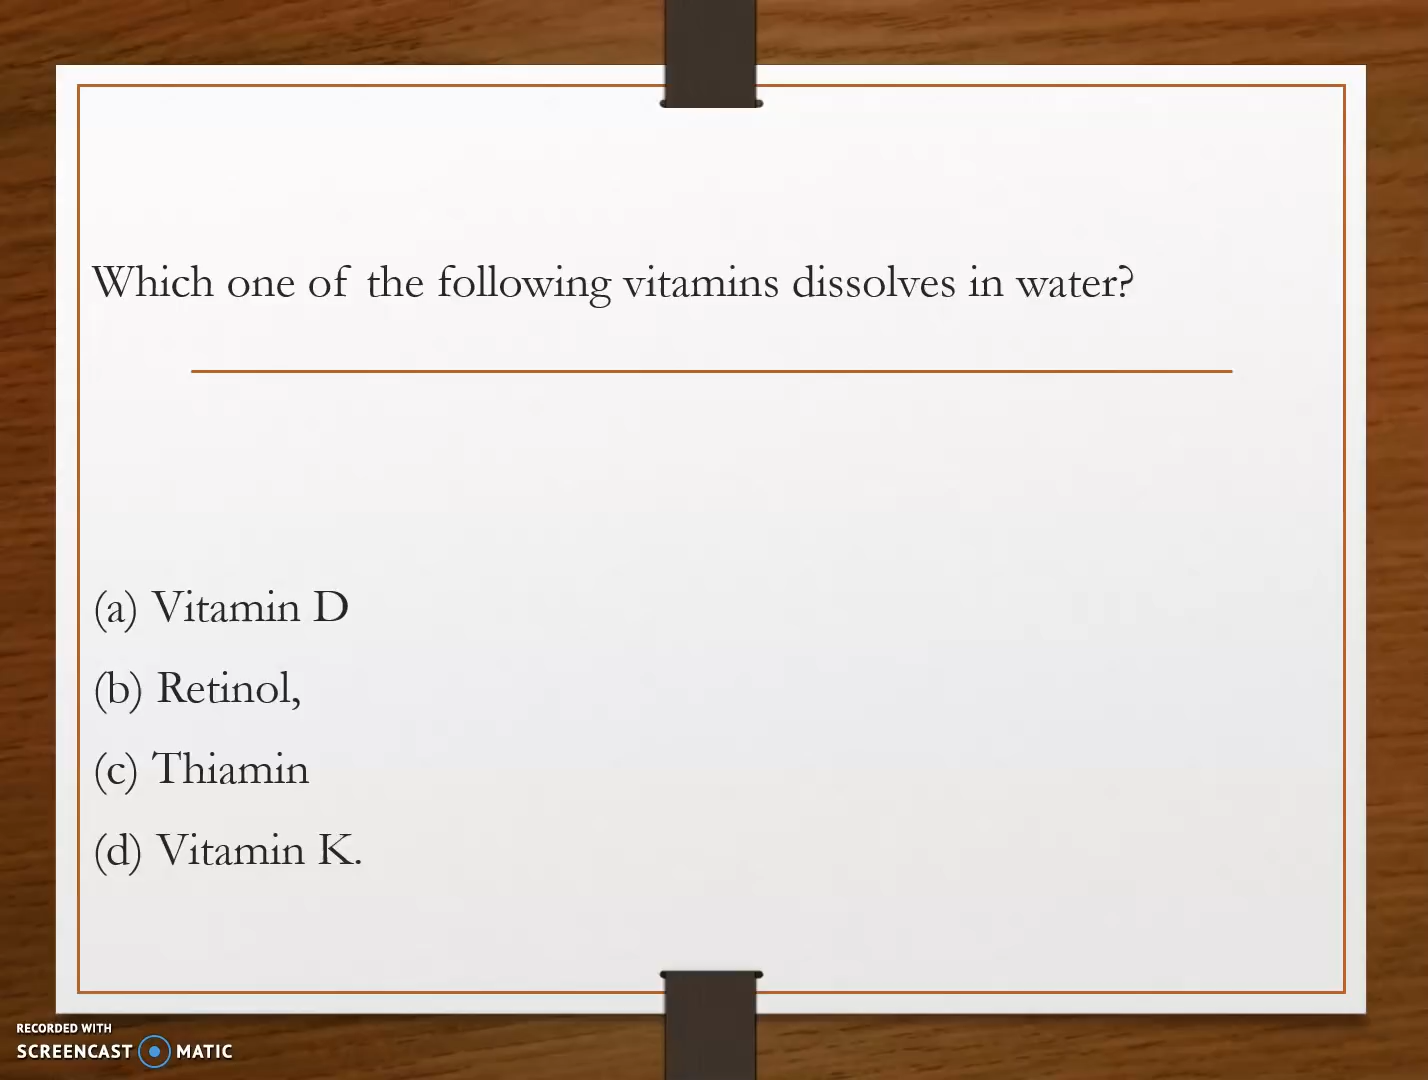 Which one of the following vitamins dissolves in water?
(a) Vitamin D
(b) Retinol,
(c) Thiamin
(d) Vitamin K.
RECORDED WITH
SCREENCAST MATIC